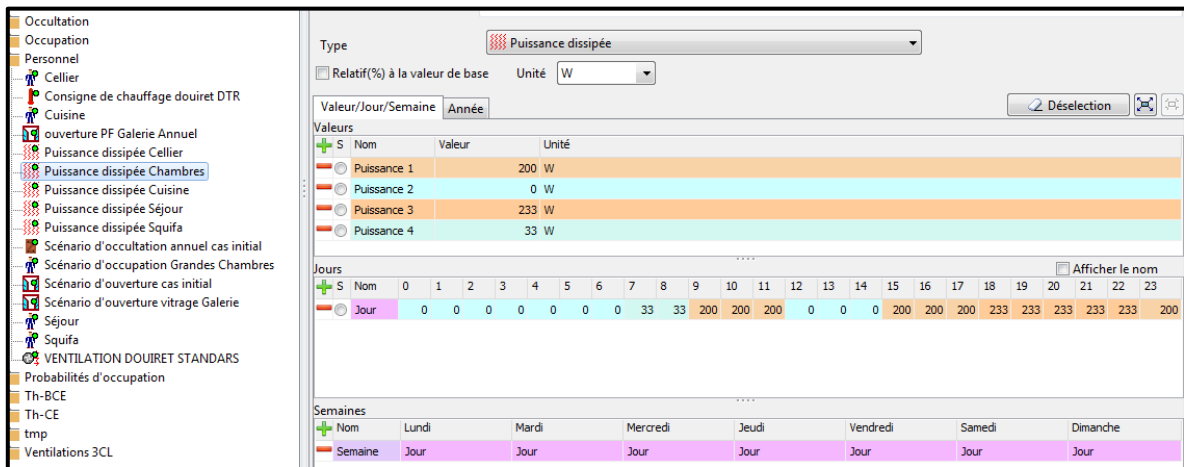 Occultation
Occupation
Personnel
Cellier
Consigne de chauffage douiret DTR
Cuisine
ouverture PF Galerie Annuel
Puissance dissipée Cellier
Puissance dissipée Chambres
Puissance dissipée Cuisine
Puissance dissipée Séjour
Puissance dissipée Squifa
Scénario d'occultation annuel cas initial
Scénario d'occupation Grandes Chambres
Scénario d'ouverture cas initial
Scénario d'ouverture vitrage Galerie
Séjour
Squifa
VENTILATION DOUIRET STANDARS
Probabilités d'occupation
Th-BCE
Th-CE
tmp
Ventilations 3CL
Type Puissance dissipée
Relatif(%) à la valeur de base Unité W
Valeur/Jour/Semaine Année Déselection
Valeurs
S Nom Valeur Unité
Puissance 1 200 W
Puissance 2 0 W
Puissance 3 233 W
Puissance 4 33 W
Jours Afficher le nom
S Nom 0 1 2 3 4 5 6 7 8 9 10 11 12 13 14 15 16 17 18 19 20 21 22 23
Jour 0 0 0 0 0 0 0 33 33 200 200 200 0 0 0 200 200 200 233 233 233 233 233 200
Semaines
Nom Lundi Mardi Mercredi Jeudi Vendredi Samedi Dimanche
Semaine Jour Jour Jour Jour Jour Jour Jour